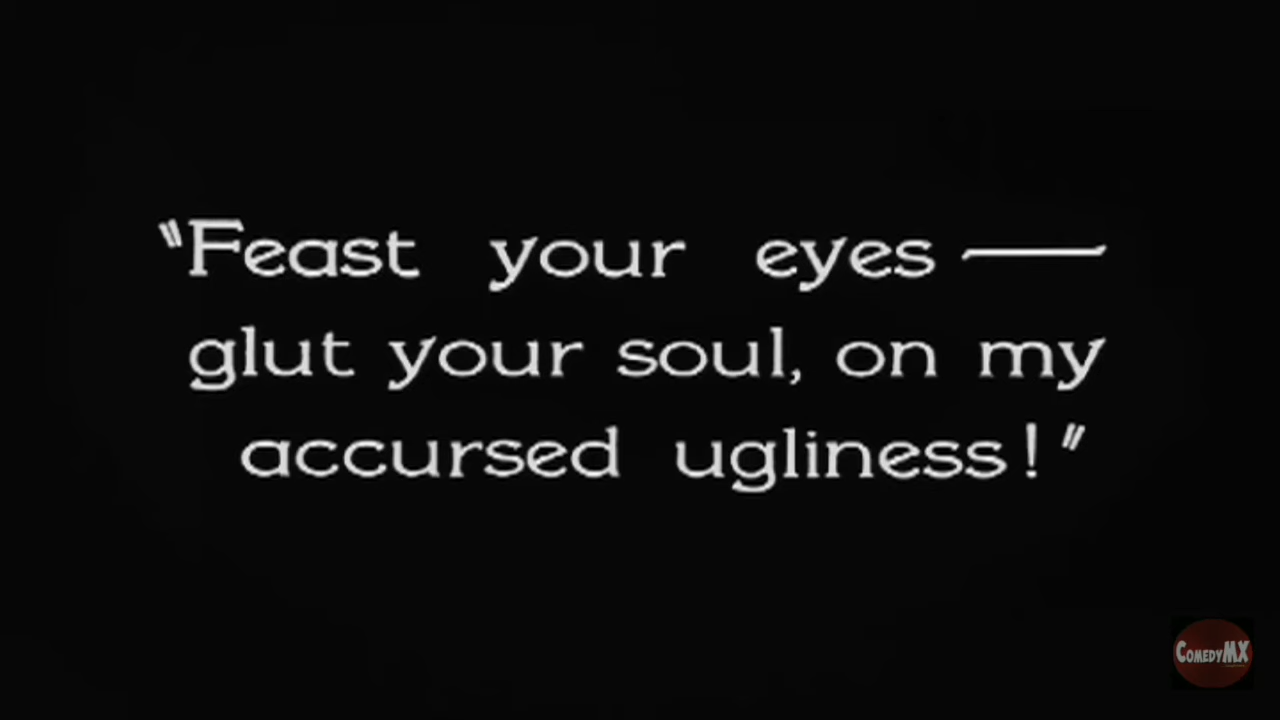 "Feast your eyes —
glut your soul, on my
accursed ugliness!"
COMEDYMX